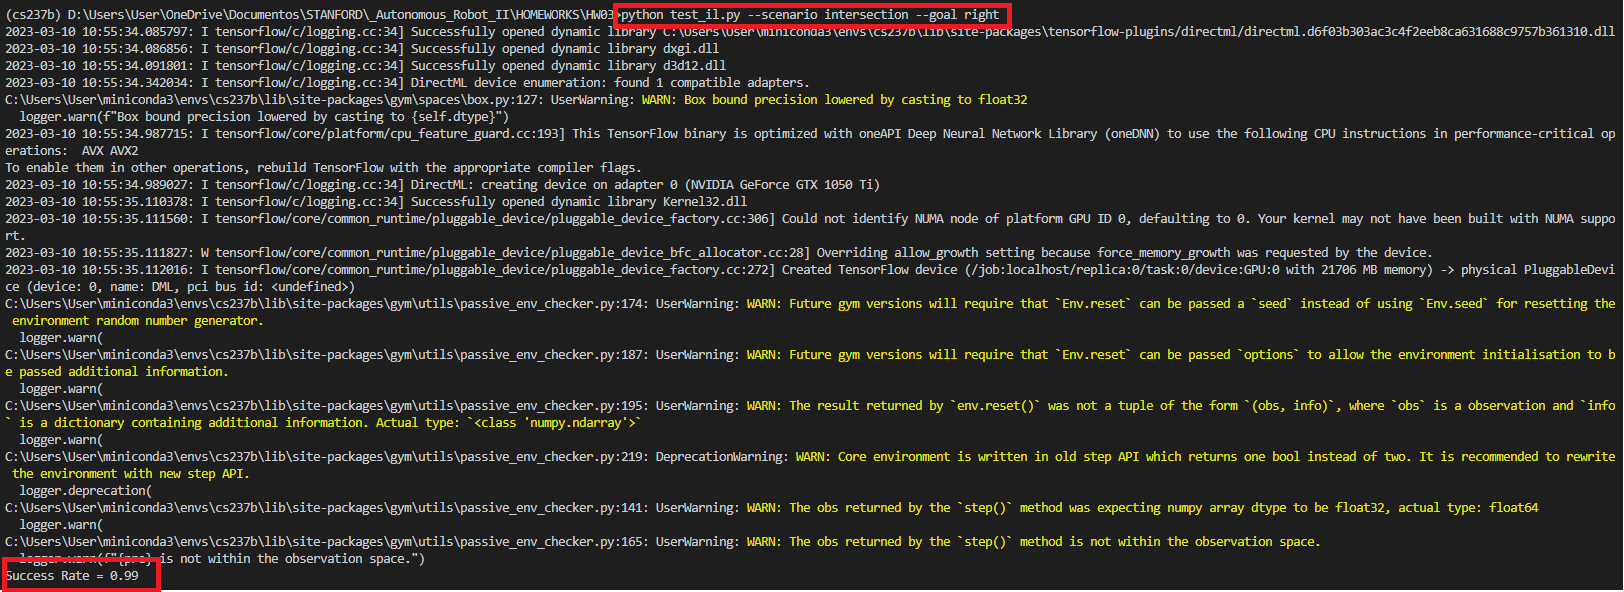 (cs237b) D:\Users\User\OneDrive\Documentos\STANFORD\_Autonomous_Robot_II\HOMEWORKS\HW03>python test_il.py --scenario intersection --goal right
2023-03-10 10:55:34.085797: I tensorflow/c/logging.cc:34] Successfully opened dynamic library C:\Users\User\miniconda3\envs\cs237b\lib\site-packages\tensorflow-plugins/directml/directml.d6f03b303ac3c4f2eeb8ca631688c9757b361310.dll
2023-03-10 10:55:34.086856: I tensorflow/c/logging.cc:34] Successfully opened dynamic library dxgi.dll
2023-03-10 10:55:34.091801: I tensorflow/c/logging.cc:34] Successfully opened dynamic library d3d12.dll
2023-03-10 10:55:34.342034: I tensorflow/c/logging.cc:34] DirectML device enumeration: found 1 compatible adapters.
C:\Users\User\miniconda3\envs\cs237b\lib\site-packages\gym\spaces\box.py:127: UserWarning: WARN: Box bound precision lowered by casting to float32
  logger.warn(f"Box bound precision lowered by casting to {self.dtype}")
2023-03-10 10:55:34.987715: I tensorflow/core/platform/cpu_feature_guard.cc:193] This TensorFlow binary is optimized with oneAPI Deep Neural Network Library (oneDNN) to use the following CPU instructions in performance-critical op
erations:  AVX AVX2
To enable them in other operations, rebuild TensorFlow with the appropriate compiler flags.
2023-03-10 10:55:34.989027: I tensorflow/c/logging.cc:34] DirectML: creating device on adapter 0 (NVIDIA GeForce GTX 1050 Ti)
2023-03-10 10:55:35.110378: I tensorflow/c/logging.cc:34] Successfully opened dynamic library Kernel32.dll
2023-03-10 10:55:35.111560: I tensorflow/core/common_runtime/pluggable_device/pluggable_device_factory.cc:306] Could not identify NUMA node of platform GPU ID 0, defaulting to 0. Your kernel may not have been built with NUMA suppo
rt.
2023-03-10 10:55:35.111827: W tensorflow/core/common_runtime/pluggable_device/pluggable_device_bfc_allocator.cc:28] Overriding allow_growth setting because force_memory_growth was requested by the device.
2023-03-10 10:55:35.112016: I tensorflow/core/common_runtime/pluggable_device/pluggable_device_factory.cc:272] Created TensorFlow device (/job:localhost/replica:0/task:0/device:GPU:0 with 21706 MB memory) -> physical PluggableDevi
ce (device: 0, name: DML, pci bus id: <undefined>)
C:\Users\User\miniconda3\envs\cs237b\lib\site-packages\gym\utils\passive_env_checker.py:174: UserWarning: WARN: Future gym versions will require that `Env.reset` can be passed a `seed` instead of using `Env.seed` for resetting the
 environment random number generator.
  logger.warn(
C:\Users\User\miniconda3\envs\cs237b\lib\site-packages\gym\utils\passive_env_checker.py:187: UserWarning: WARN: Future gym versions will require that `Env.reset` can be passed `options` to allow the environment initialisation to b
e passed additional information.
  logger.warn(
C:\Users\User\miniconda3\envs\cs237b\lib\site-packages\gym\utils\passive_env_checker.py:195: UserWarning: WARN: The result returned by `env.reset()` was not a tuple of the form `(obs, info)`, where `obs` is a observation and `info
` is a dictionary containing additional information. Actual type: `<class 'numpy.ndarray'>`
  logger.warn(
C:\Users\User\miniconda3\envs\cs237b\lib\site-packages\gym\utils\passive_env_checker.py:219: DeprecationWarning: WARN: Core environment is written in old step API which returns one bool instead of two. It is recommended to rewrite
 the environment with new step API.
  logger.deprecation(
C:\Users\User\miniconda3\envs\cs237b\lib\site-packages\gym\utils\passive_env_checker.py:141: UserWarning: WARN: The obs returned by the `step()` method was expecting numpy array dtype to be float32, actual type: float64
  logger.warn(
C:\Users\User\miniconda3\envs\cs237b\lib\site-packages\gym\utils\passive_env_checker.py:165: UserWarning: WARN: The obs returned by the `step()` method is not within the observation space.
  logger.warn(f"{pre} is not within the observation space.")
Success Rate = 0.99